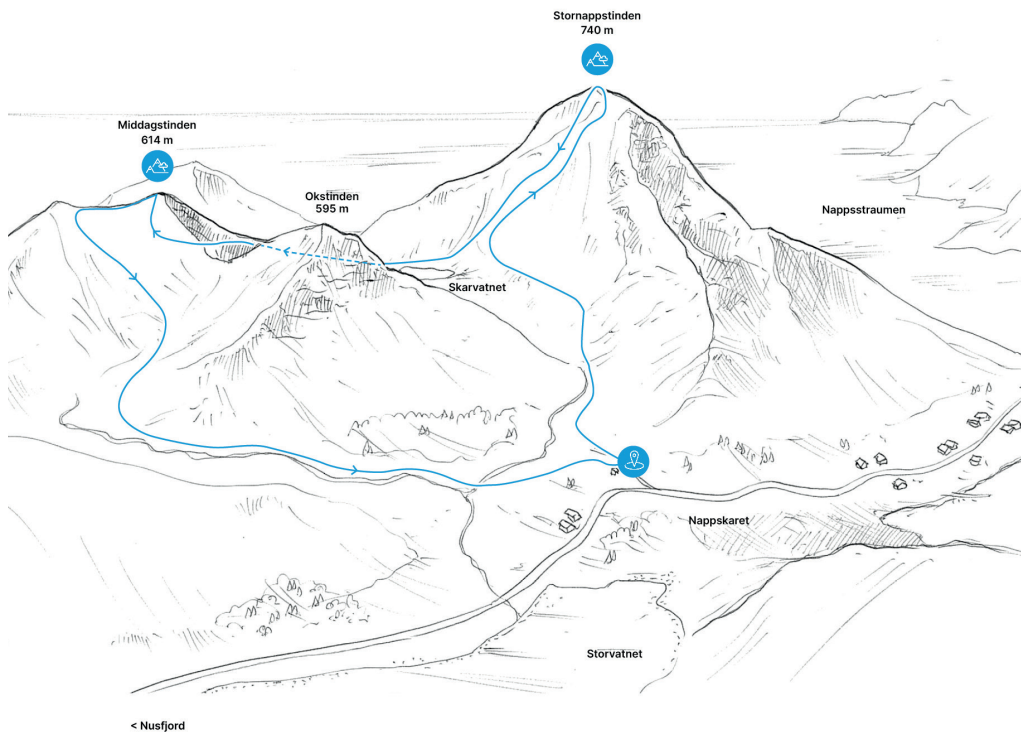 Stornappstinden
740 m
Middagstinden
614 m
Okstinden
595 m
Nappsstraumen
Skarvatnet
Nappskaret
Storvatnet
< Nusfjord